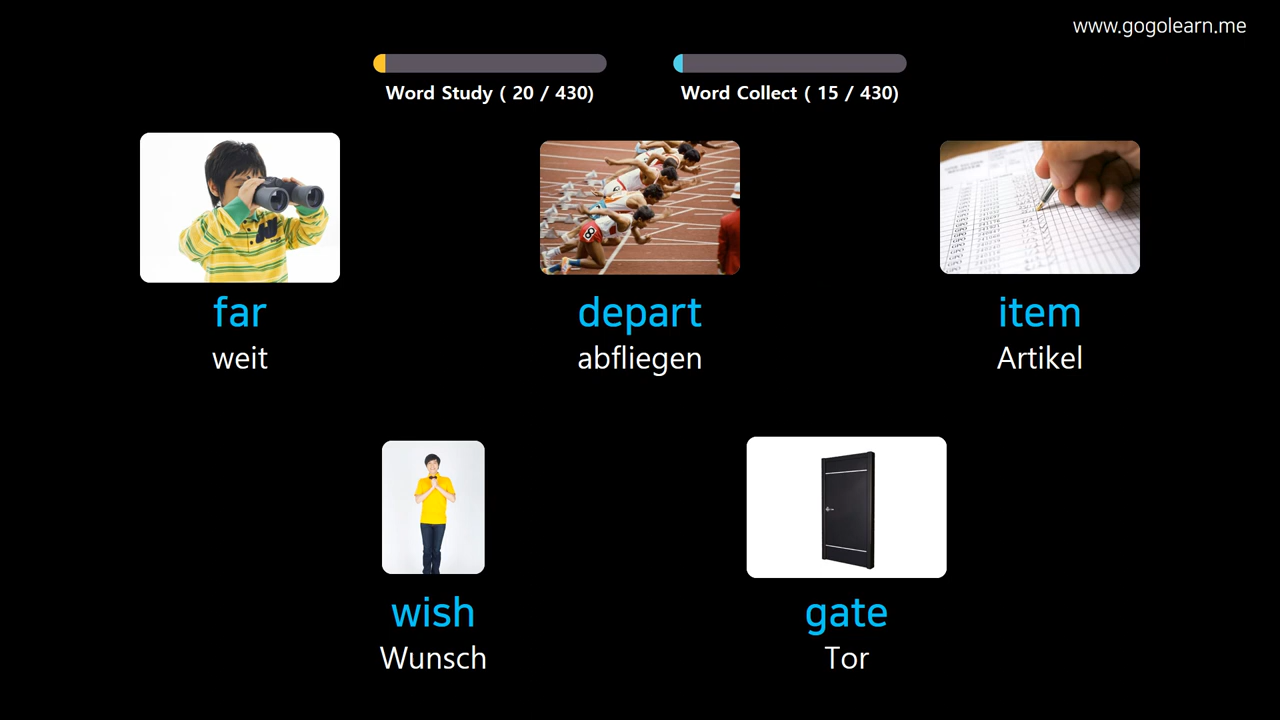 www.gogolearn.me
Word Study ( 20 / 430)
Word Collect ( 15 / 430)
far
weit
depart
abfliegen
item
Artikel
wish
Wunsch
gate
Tor